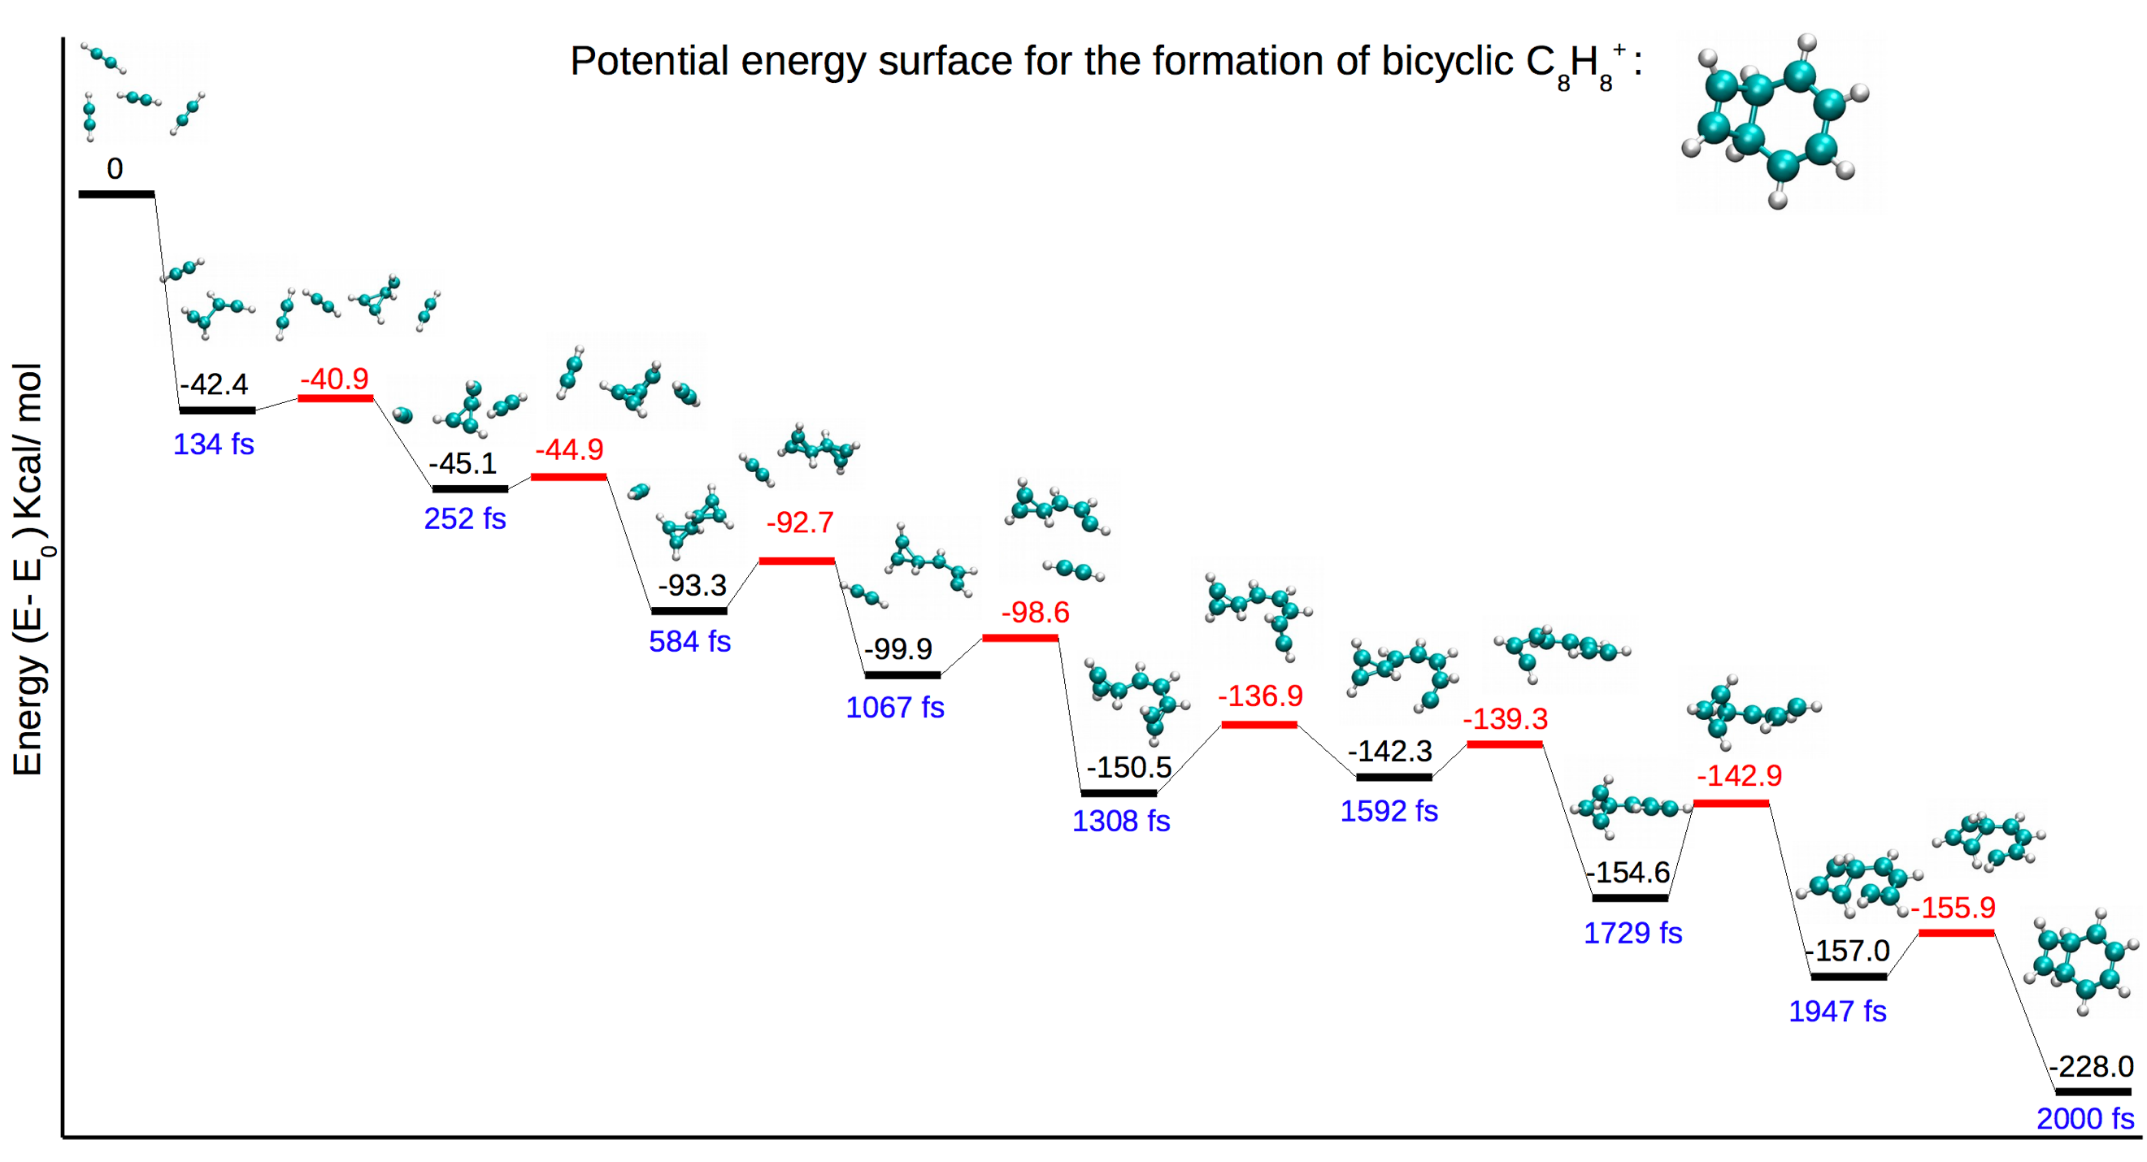 Potential energy surface for the formation of bicyclic C8H8+:
Energy (E- E0) Kcal/ mol
0
-42.4
134 fs
-40.9
-45.1
252 fs
-44.9
-93.3
584 fs
-92.7
-99.9
1067 fs
-98.6
-150.5
1308 fs
-136.9
-142.3
1592 fs
-139.3
-154.6
1729 fs
-142.9
-157.0
1947 fs
-155.9
-228.0
2000 fs